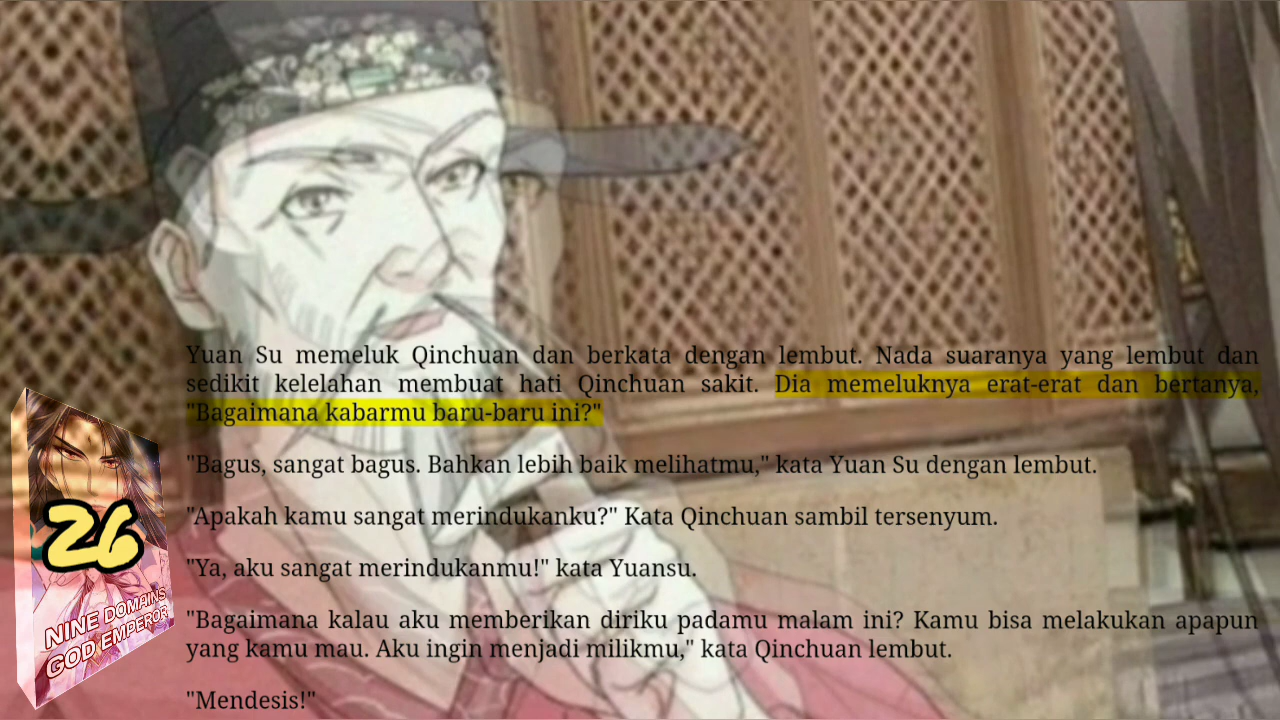 Yuan Su memeluk Qinchuan dan berkata dengan lembut. Nada suaranya yang lembut dan
sedikit kelelahan membuat hati Qinchuan sakit. Dia memeluknya erat-erat dan bertanya,
"Bagaimana kabarmu baru-baru ini?"
"Bagus, sangat bagus. Bahkan lebih baik melihatmu," kata Yuan Su dengan lembut.
"Apakah kamu sangat merindukanku?" Kata Qinchuan sambil tersenyum.
"Ya, aku sangat merindukanmu!" kata Yuansu.
"Bagaimana kalau aku memberikan diriku padamu malam ini? Kamu bisa melakukan apapun
yang kamu mau. Aku ingin menjadi milikmu," kata Qinchuan lembut.
"Mendesis!"
26
NINE DOMAINS
GOD EMPEROR